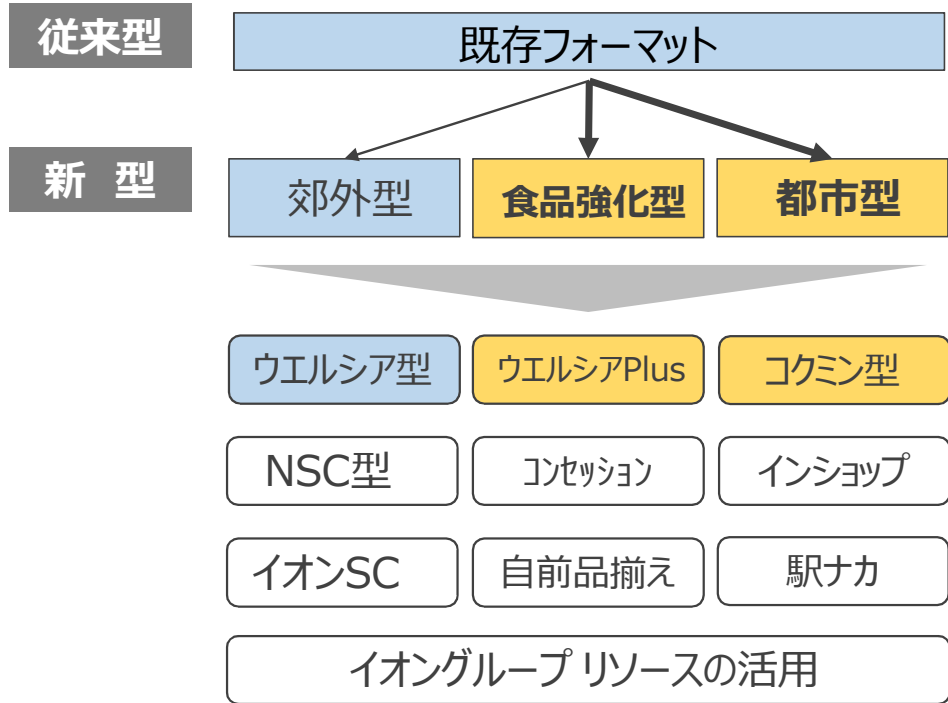 従来型
既存フォーマット
新 型
郊外型
食品強化型
都市型
ウエルシア型
ウエルシアPlus
コクミン型
NSC型
コンセッション
インショップ
イオンSC
自前品揃え
駅ナカ
イオングループ リソースの活用